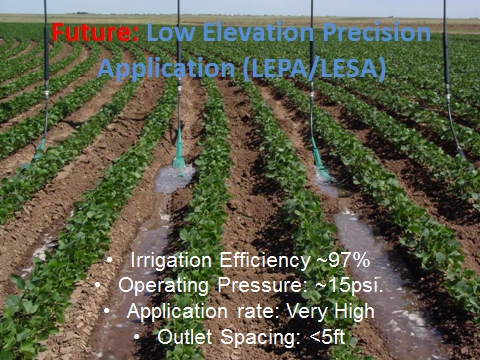 Future: Low Elevation Precision
Application (LEPA/LESA)
• Irrigation Efficiency ~97%
• Operating Pressure: ~15psi.
• Application rate: Very High
• Outlet Spacing: <5ft